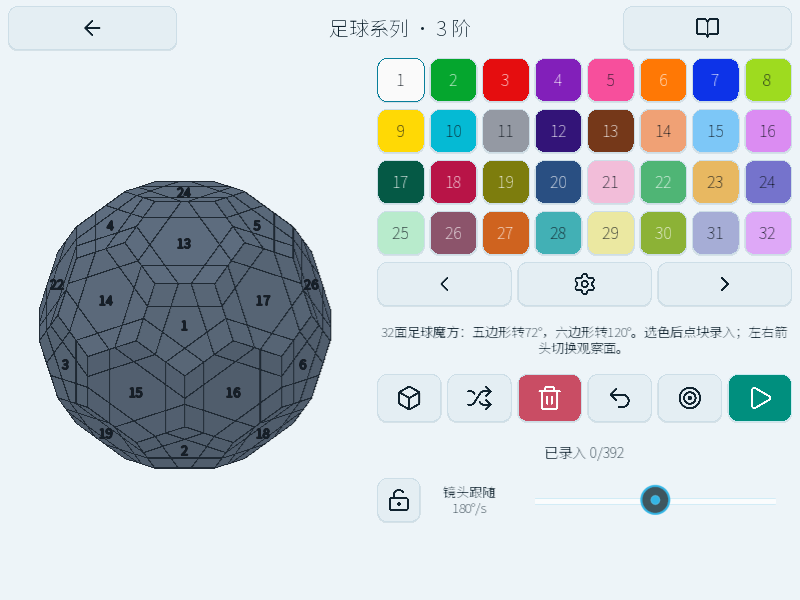 足球系列 · 3 阶
1 2 3 4 5 6 7 8
9 10 11 12 13 14 15 16
17 18 19 20 21 22 23 24
25 26 27 28 29 30 31 32
32面足球魔方：五边形转72°，六边形转120°。选色后点块录入；左右箭
头切换观察面。
已录入 0/392
镜头跟随
180°/s
24
4 5
13
22 26
14 17
1
3 6
15 16
19 18
2